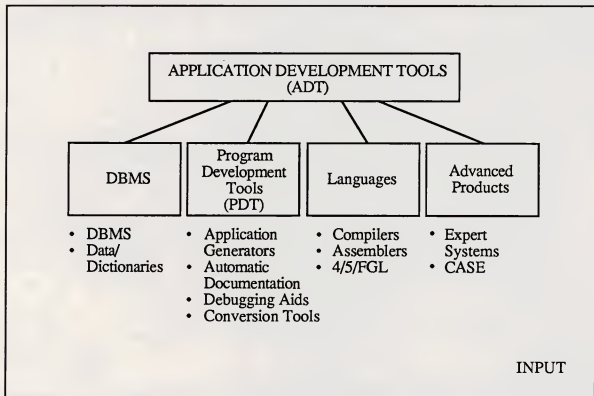 APPLICATION DEVELOPMENT TOOLS
(ADT)
DBMS
Program
Development
Tools
(PDT)
Languages
Advanced
Products
• DBMS
• Data/
Dictionaries
• Application
Generators
• Automatic
Documentation
• Debugging Aids
• Conversion Tools
• Compilers
• Assemblers
• 4/5/FGL
• Expert
Systems
• CASE
INPUT